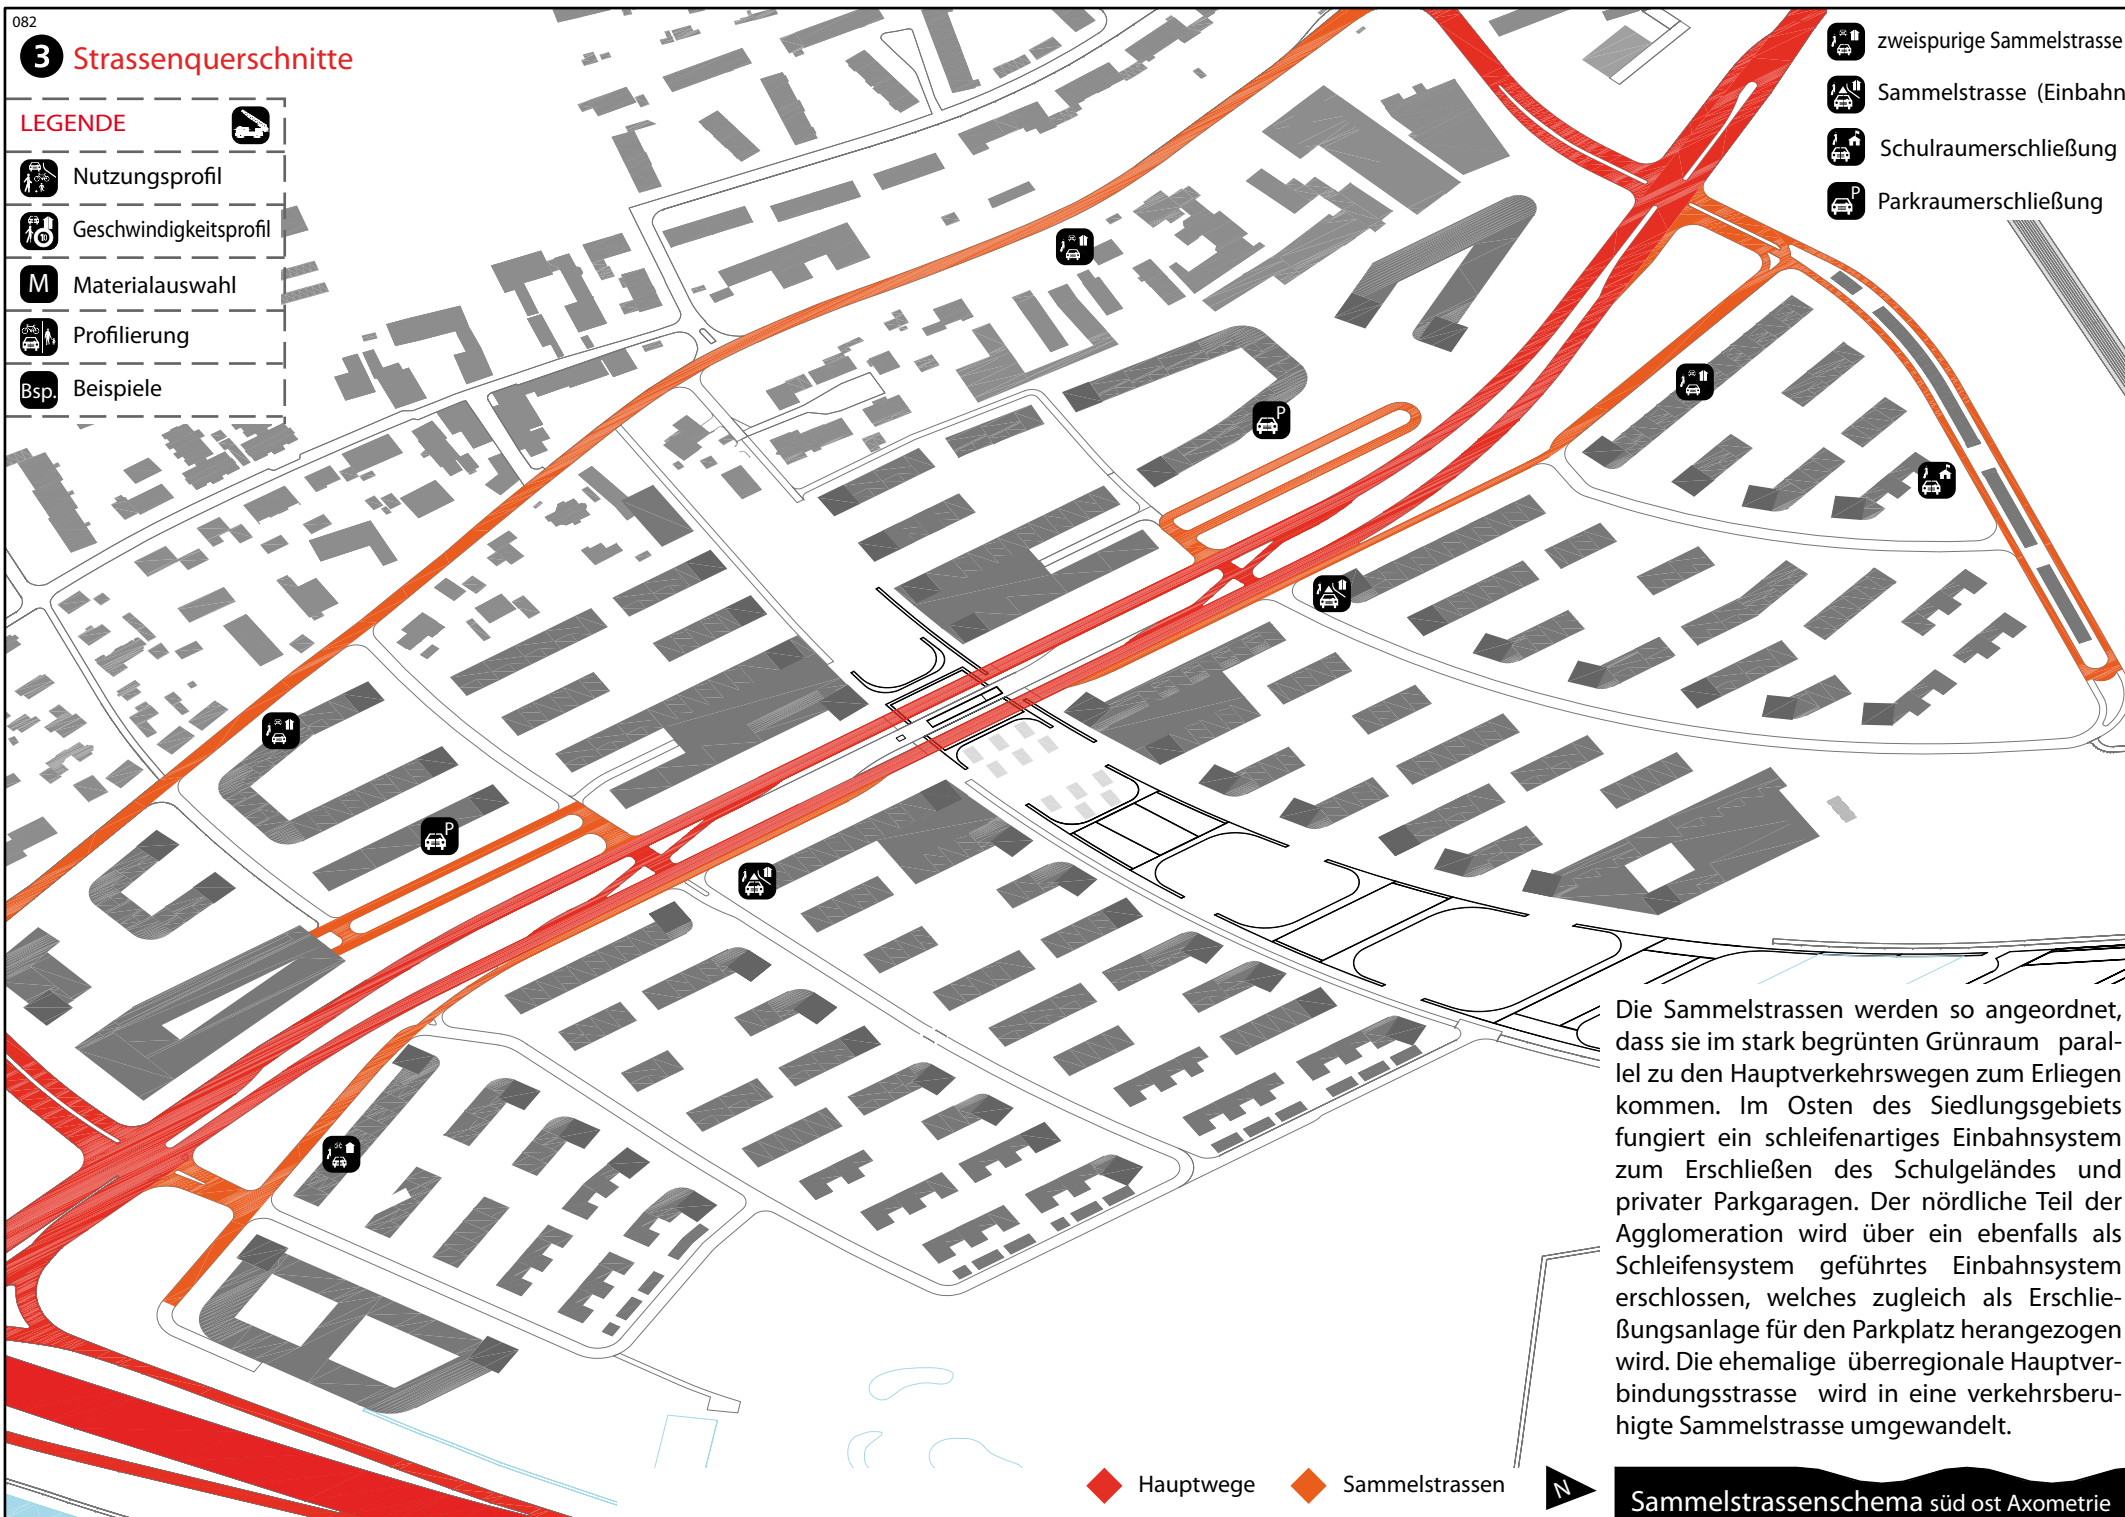 082
3 Strassenquerschnitte
LEGENDE
Nutzungsprofil
Geschwindigkeitsprofil
M Materialauswahl
Profilierung
Bsp. Beispiele
zweispurige Sammelstrasse
Sammelstrasse (Einbahn
Schulraumerschließung
P Parkraumerschließung
P
P
Die Sammelstrassen werden so angeordnet,
dass sie im stark begrünten Grünraum paral-
lel zu den Hauptverkehrswegen zum Erliegen
kommen. Im Osten des Siedlungsgebiets
fungiert ein schleifenartiges Einbahnsystem
zum Erschließen des Schulgeländes und
privater Parkgaragen. Der nördliche Teil der
Agglomeration wird über ein ebenfalls als
Schleifensystem geführtes Einbahnsystem
erschlossen, welches zugleich als Erschlie-
ßungsanlage für den Parkplatz herangezogen
wird. Die ehemalige überregionale Hauptver-
bindungsstrasse wird in eine verkehrsberu-
higte Sammelstrasse umgewandelt.
Hauptwege
Sammelstrassen
N
Sammelstrassenschema süd ost Axometrie